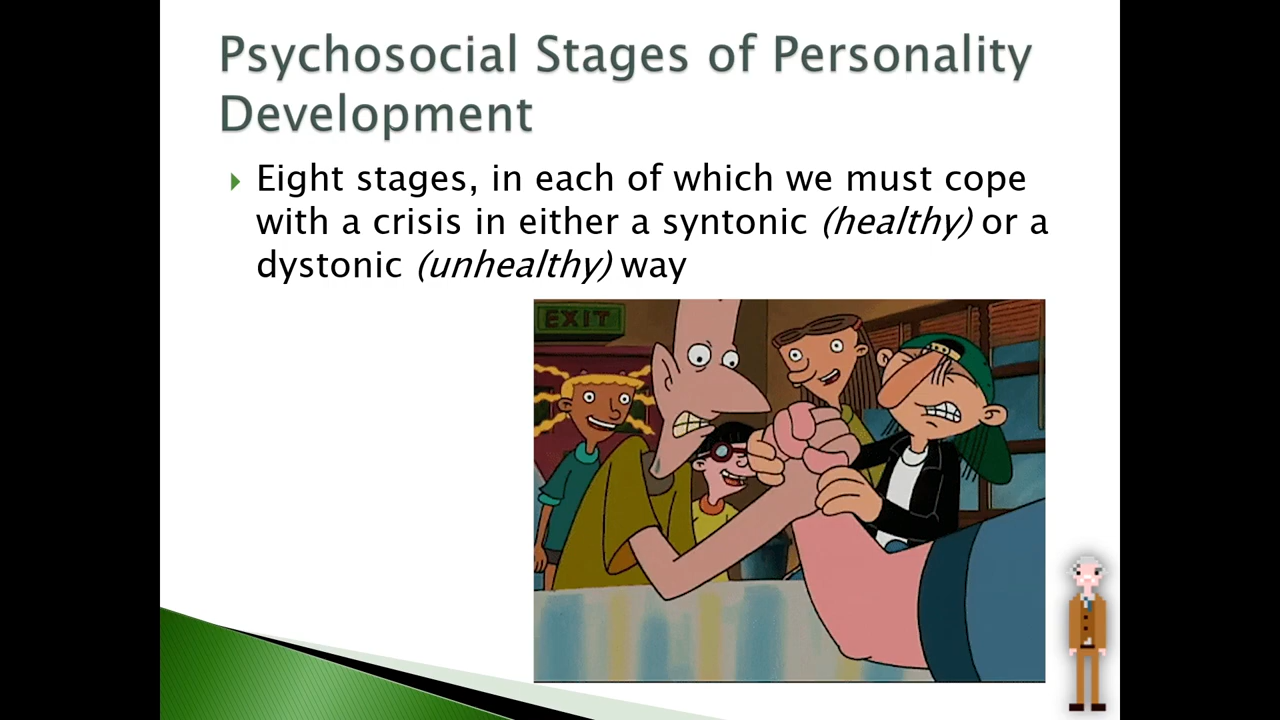 Psychosocial Stages of Personality
Development
Eight stages, in each of which we must cope
with a crisis in either a syntonic (healthy) or a
dystonic (unhealthy) way
EXIT